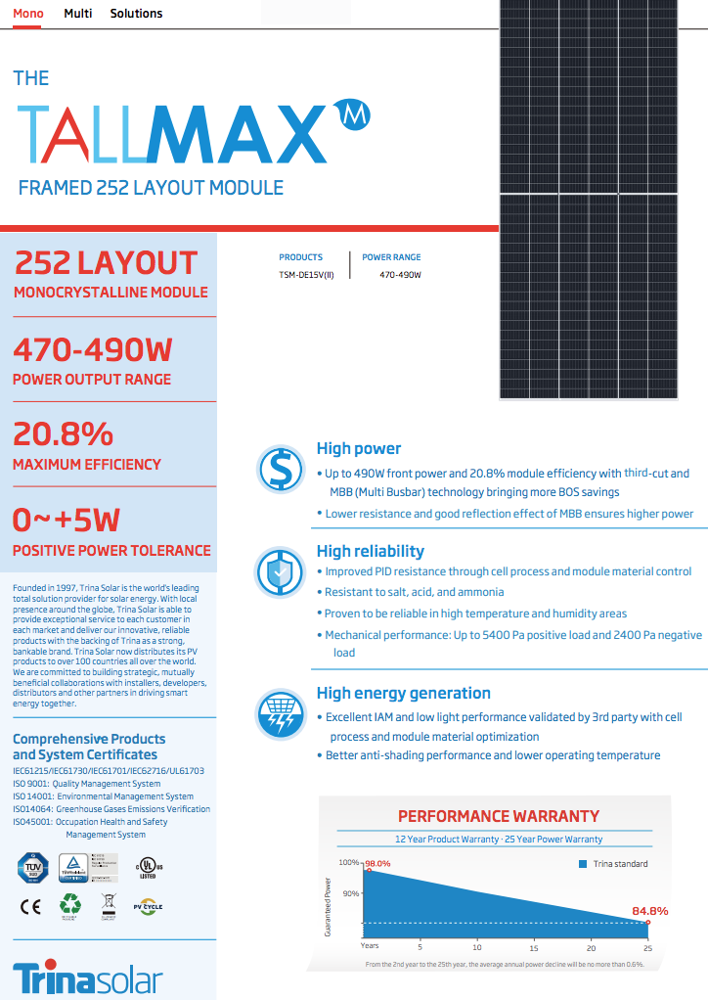 Mono Multi Solutions
THE
TALLMAX M
FRAMED 252 LAYOUT MODULE
252 LAYOUT
MONOCRYSTALLINE MODULE
470-490W
POWER OUTPUT RANGE
20.8%
MAXIMUM EFFICIENCY
0~+5W
POSITIVE POWER TOLERANCE
Founded in 1997, Trina Solar is the world's leading
total solution provider for solar energy. With local
presence around the globe, Trina Solar is able to
provide exceptional service to each customer in
each market and deliver our innovative, reliable
products with the backing of Trina as a strong,
bankable brand. Trina Solar now distributes its PV
products to over 100 countries all over the world.
We are committed to building strategic, mutually
beneficial collaborations with installers, developers,
distributors and other partners in driving smart
energy together.
Comprehensive Products
and System Certificates
IEC61215/IEC61730/IEC61701/IEC62716/UL61703
ISO 9001: Quality Management System
ISO 14001: Environmental Management System
ISO14064: Greenhouse Gases Emissions Verification
ISO45001: Occupation Health and Safety
Management System
TÜV
SÜD
TÜVRheinland
c UL us
LISTED
CE
PV CYCLE
Trinasolar
PRODUCTS POWER RANGE
TSM-DE15V(II) 470-490W
$
High power
• Up to 490W front power and 20.8% module efficiency with third-cut and
MBB (Multi Busbar) technology bringing more BOS savings
• Lower resistance and good reflection effect of MBB ensures higher power
High reliability
• Improved PID resistance through cell process and module material control
• Resistant to salt, acid, and ammonia
• Proven to be reliable in high temperature and humidity areas
• Mechanical performance: Up to 5400 Pa positive load and 2400 Pa negative
load
High energy generation
• Excellent IAM and low light performance validated by 3rd party with cell
process and module material optimization
• Better anti-shading performance and lower operating temperature
PERFORMANCE WARRANTY
12 Year Product Warranty · 25 Year Power Warranty
100% 98.0% Trina standard
90%
Guaranteed Power
84.8%
Years 5 10 15 20 25
From the 2nd year to the 25th year, the average annual power decline will be no more than 0.6%.